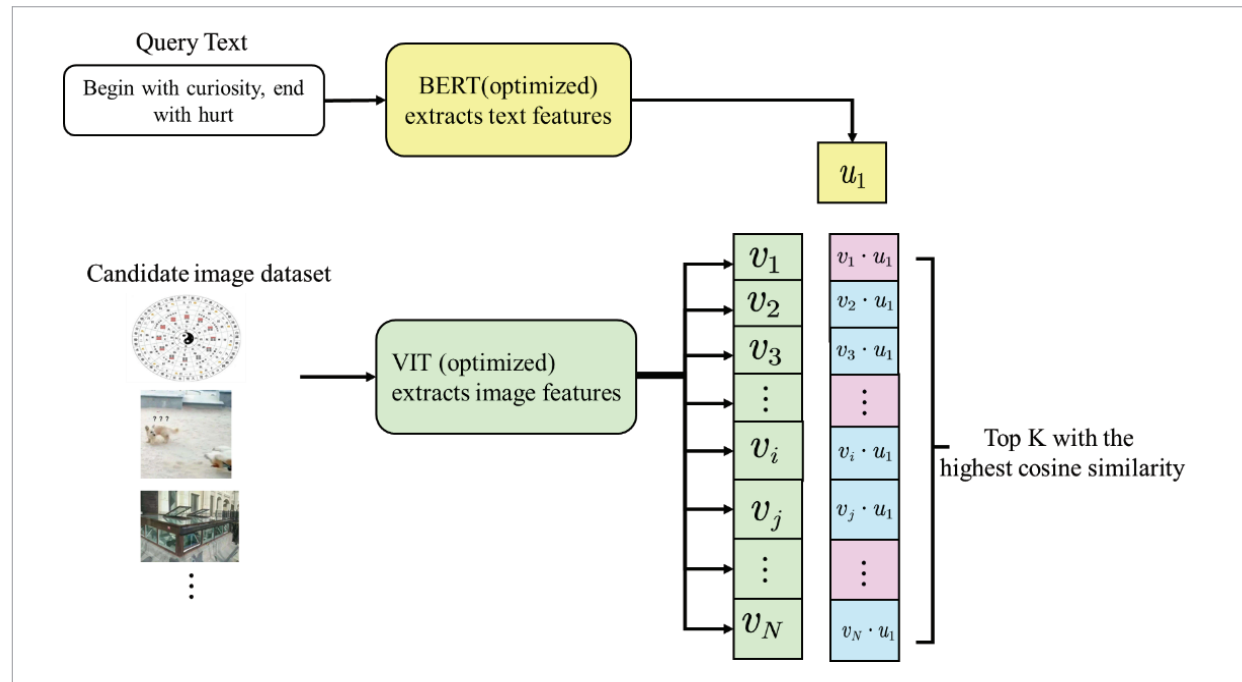 Query Text
Begin with curiosity, end
with hurt
BERT(optimized)
extracts text features
u₁
Candidate image dataset
? ? ?
⋮
VIT (optimized)
extracts image features
v₁
v₂
v₃
⋮
vᵢ
vⱼ
⋮
v_N
v₁ · u₁
v₂ · u₁
v₃ · u₁
⋮
vᵢ · u₁
vⱼ · u₁
⋮
v_N · u₁
Top K with the
highest cosine similarity